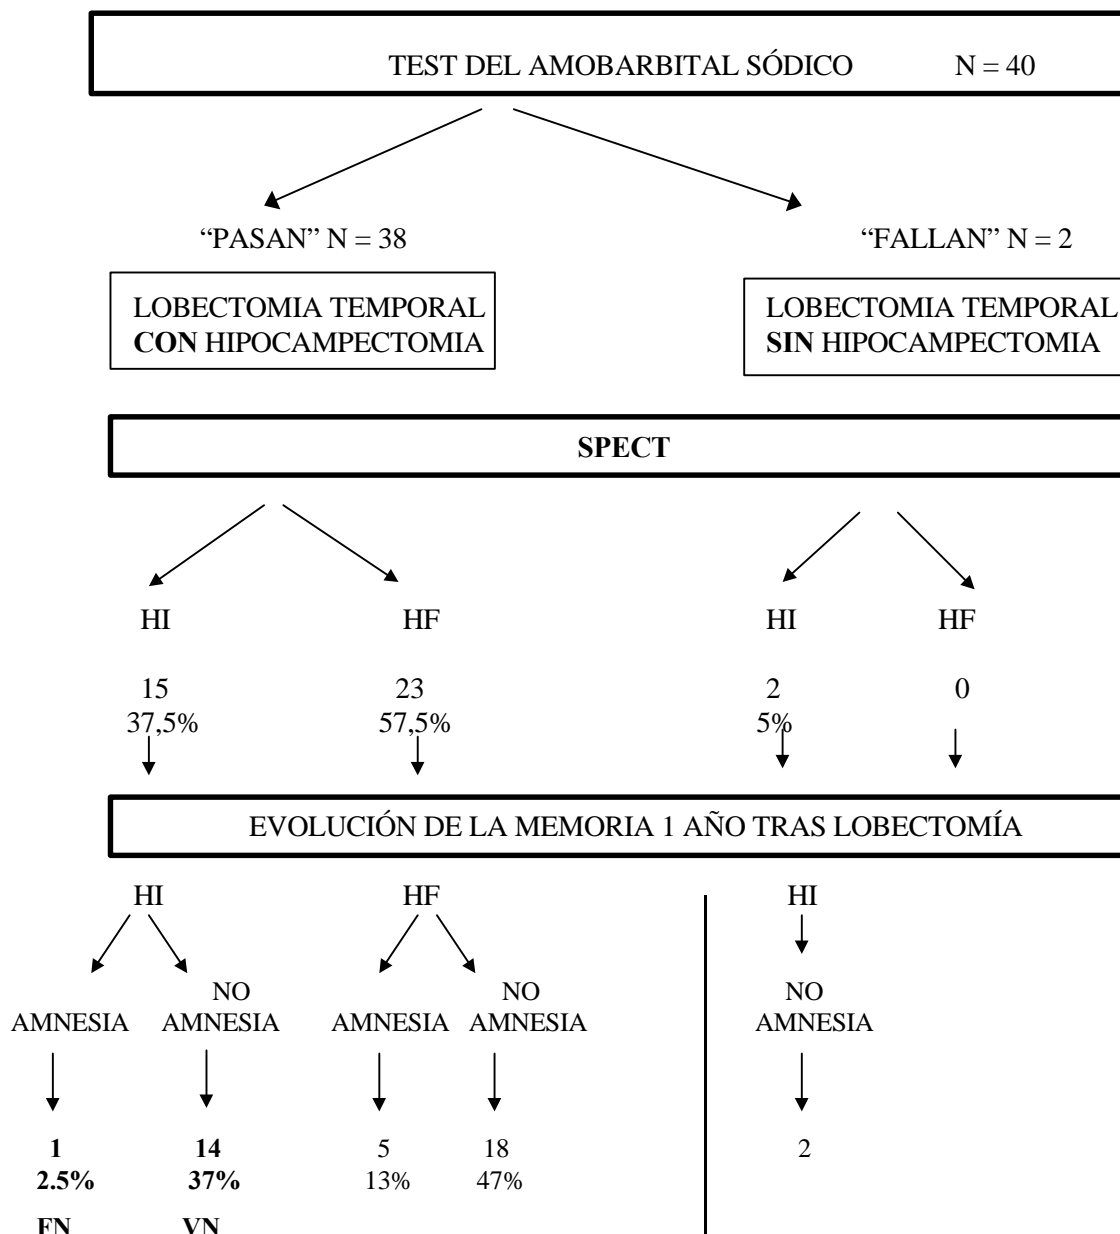 TEST DEL AMOBARBITAL SÓDICO N = 40
“PASAN” N = 38 “FALLAN” N = 2
LOBECTOMIA TEMPORAL
CON HIPOCAMPECTOMIA
LOBECTOMIA TEMPORAL
SIN HIPOCAMPECTOMIA
SPECT
HI HF HI HF
15 23 2 0
37,5% 57,5% 5%
EVOLUCIÓN DE LA MEMORIA 1 AÑO TRAS LOBECTOMÍA
HI HF HI
NO NO NO
AMNESIA AMNESIA AMNESIA AMNESIA AMNESIA
1 14 5 18 2
2.5% 37% 13% 47%
FN VN